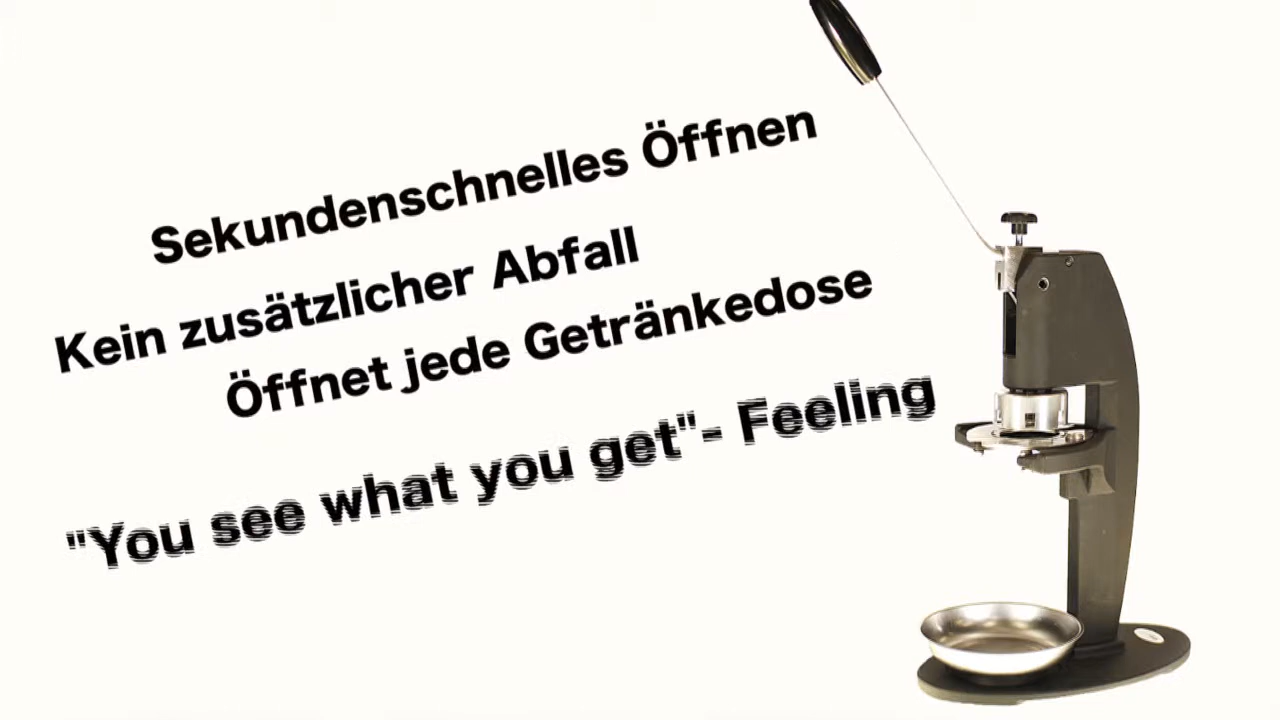 Sekundenschnelles Öffnen
Kein zusätzlicher Abfall
Öffnet jede Getränkedose
"You see what you get"- Feeling